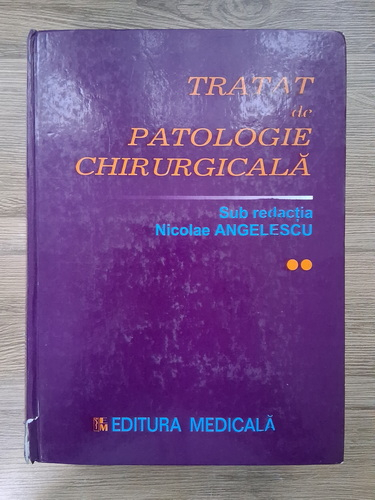 TRATAT
de
PATOLOGIE
CHIRURGICALĂ
Sub redacția
Nicolae ANGELESCU
EDITURA MEDICALĂ